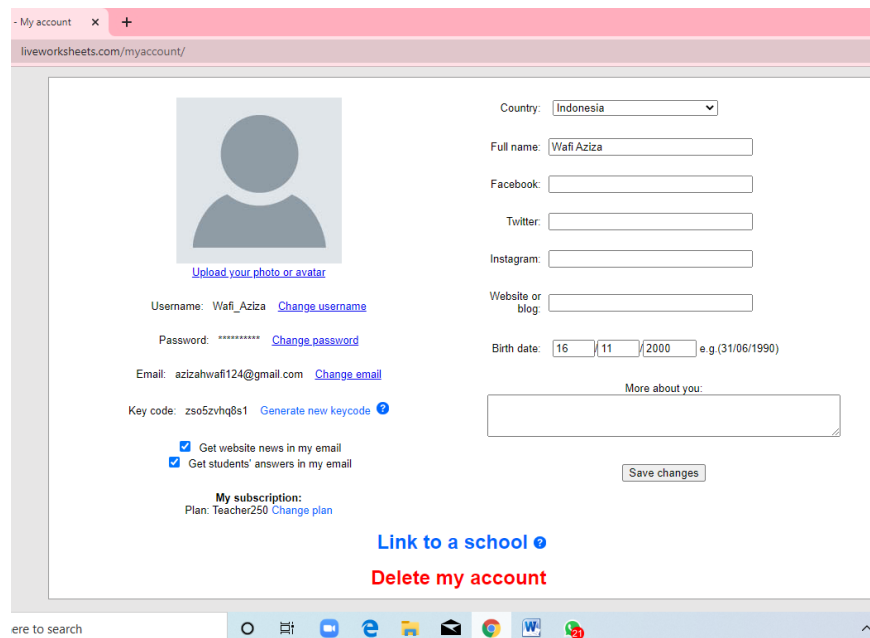 - My account
liveworksheets.com/myaccount/
Upload your photo or avatar
Username: Wafi_Aziza Change username
Password: ********** Change password
Email: azizahwafi124@gmail.com Change email
Key code: zso5zvhq8s1 Generate new keycode ?
Get website news in my email
Get students' answers in my email
My subscription:
Plan: Teacher250 Change plan
Country: Indonesia
Full name: Wafi Aziza
Facebook:
Twitter:
Instagram:
Website or
blog:
Birth date: 16 / 11 / 2000 e.g.(31/06/1990)
More about you:
Save changes
Link to a school ?
Delete my account
ere to search
W
21